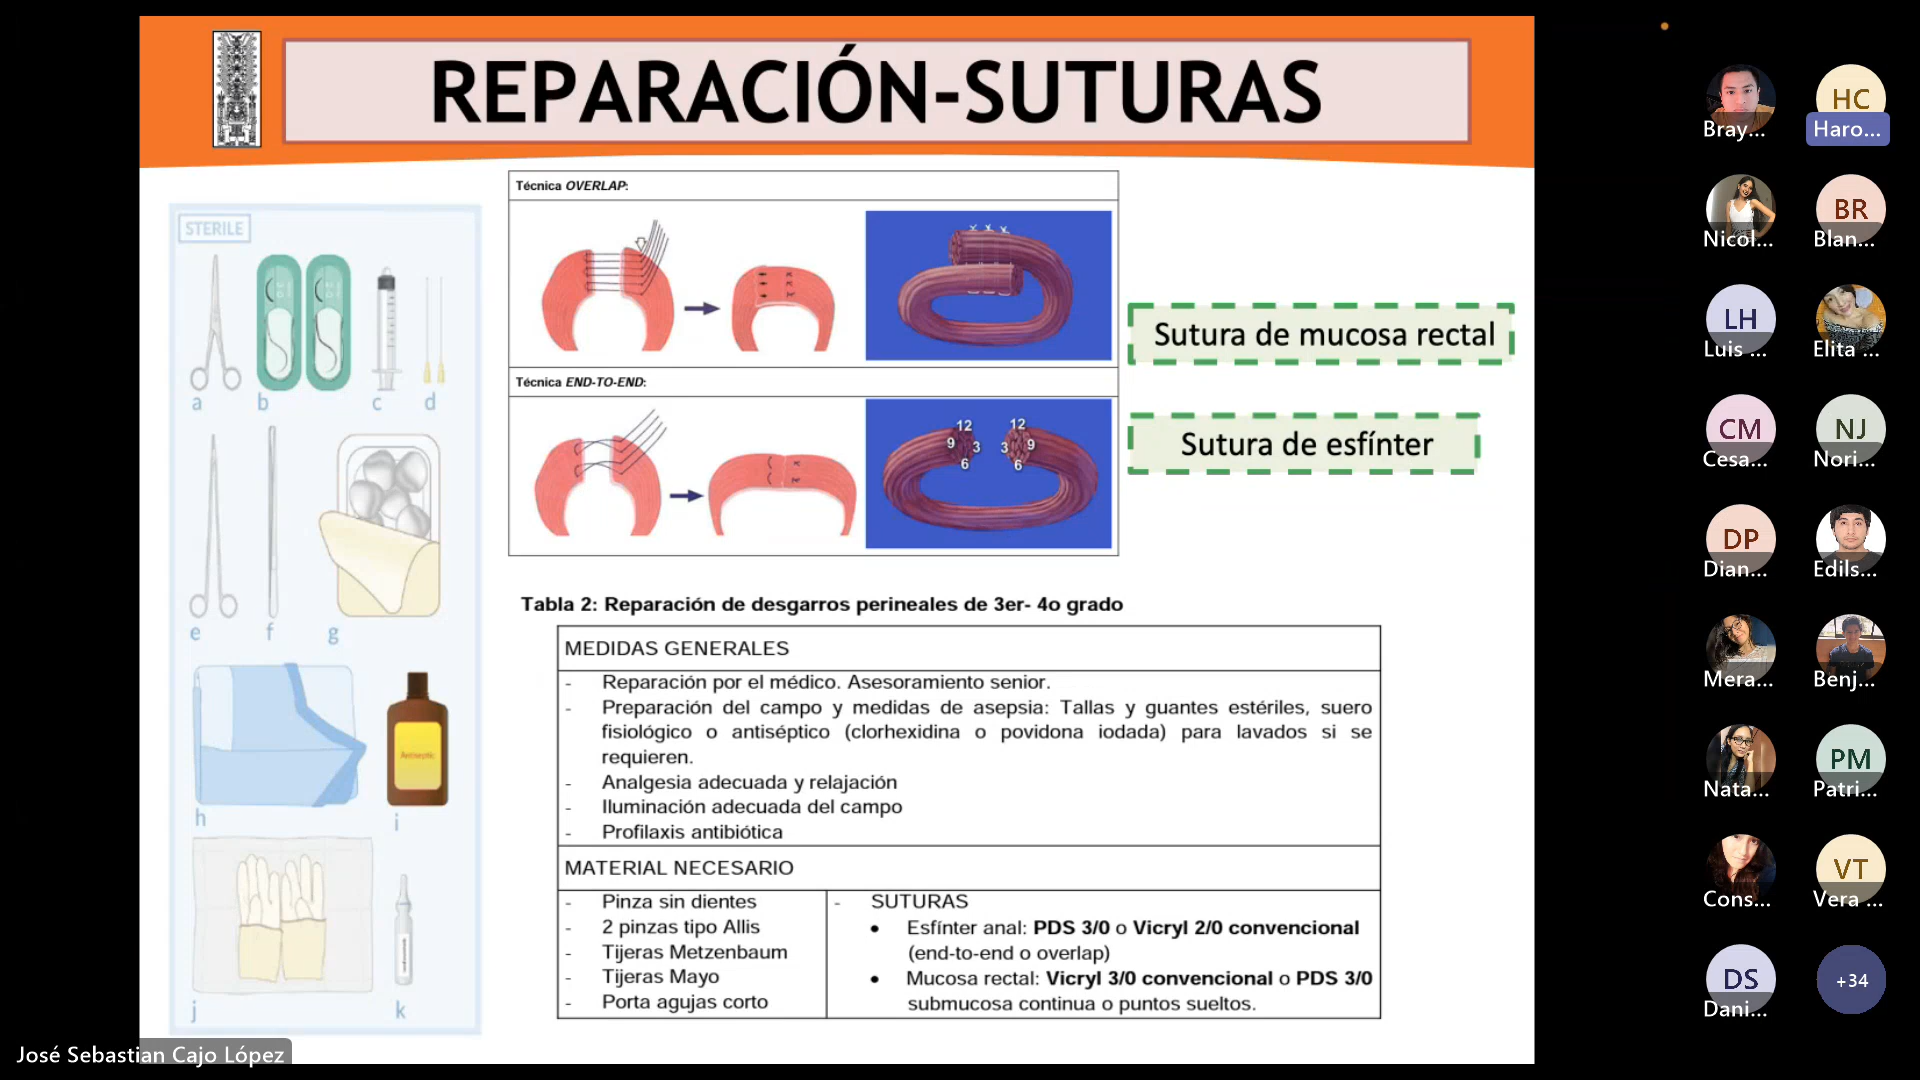 REPARACIÓN-SUTURAS
STERILE
a
b
c
d
e
f
g
h
Antiseptic
i
j
k
Técnica OVERLAP:
Técnica END-TO-END:
12
9
3
6
12
3
9
6
Sutura de mucosa rectal
Sutura de esfínter
Tabla 2: Reparación de desgarros perineales de 3er- 4o grado
MEDIDAS GENERALES
- Reparación por el médico. Asesoramiento senior.
- Preparación del campo y medidas de asepsia: Tallas y guantes estériles, suero
fisiológico o antiséptico (clorhexidina o povidona iodada) para lavados si se
requieren.
- Analgesia adecuada y relajación
- Iluminación adecuada del campo
- Profilaxis antibiótica
MATERIAL NECESARIO
- Pinza sin dientes
- 2 pinzas tipo Allis
- Tijeras Metzenbaum
- Tijeras Mayo
- Porta agujas corto
- SUTURAS
• Esfínter anal: PDS 3/0 o Vicryl 2/0 convencional
(end-to-end o overlap)
• Mucosa rectal: Vicryl 3/0 convencional o PDS 3/0
submucosa continua o puntos sueltos.
José Sebastian Cajo López
Bray...
HC
Haro...
Nicol...
BR
Blan...
LH
Luis ...
Elita ...
CM
Cesa...
NJ
Nori...
DP
Dian...
Edils...
Mera...
Benj...
Nata...
PM
Patri...
Cons...
VT
Vera ...
DS
Dani...
+34